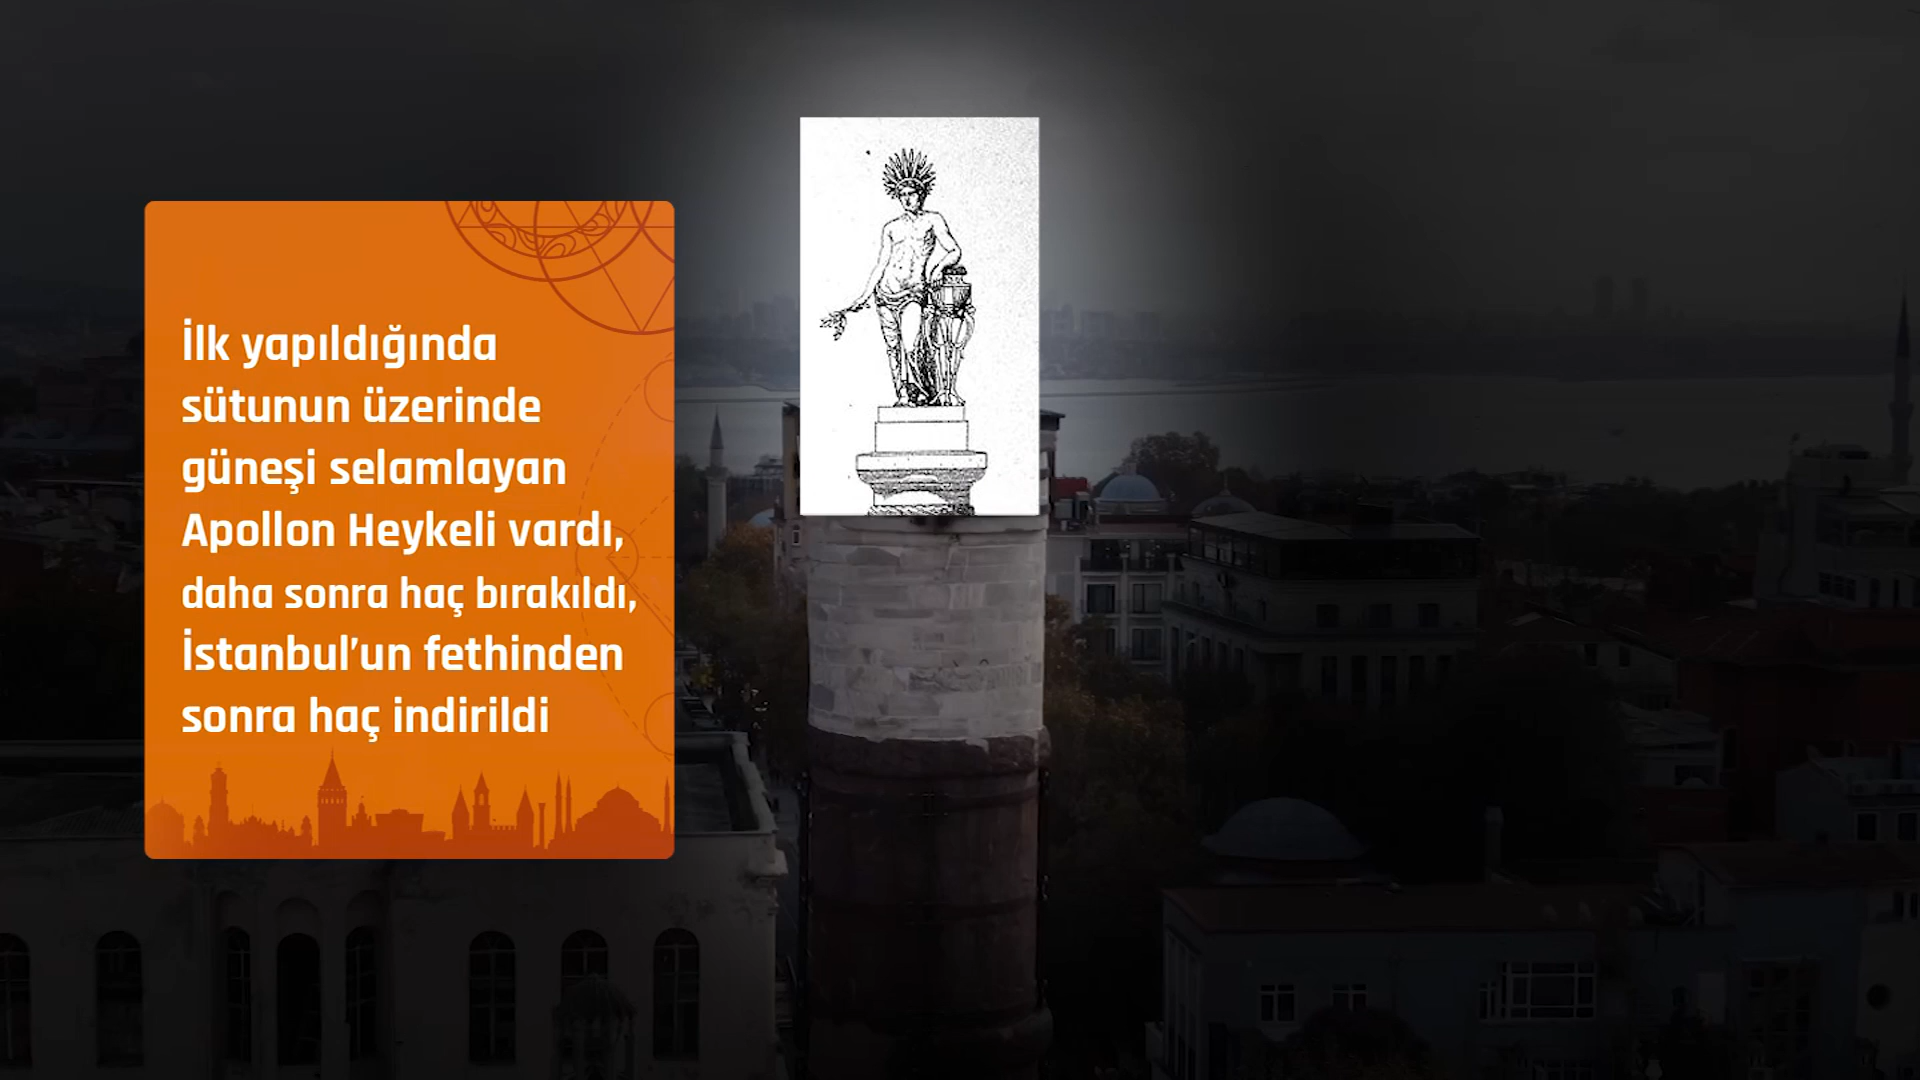 İlk yapıldığında
sütunun üzerinde
güneşi selamlayan
Apollon Heykeli vardı,
daha sonra haç bırakıldı,
İstanbul’un fethinden
sonra haç indirildi